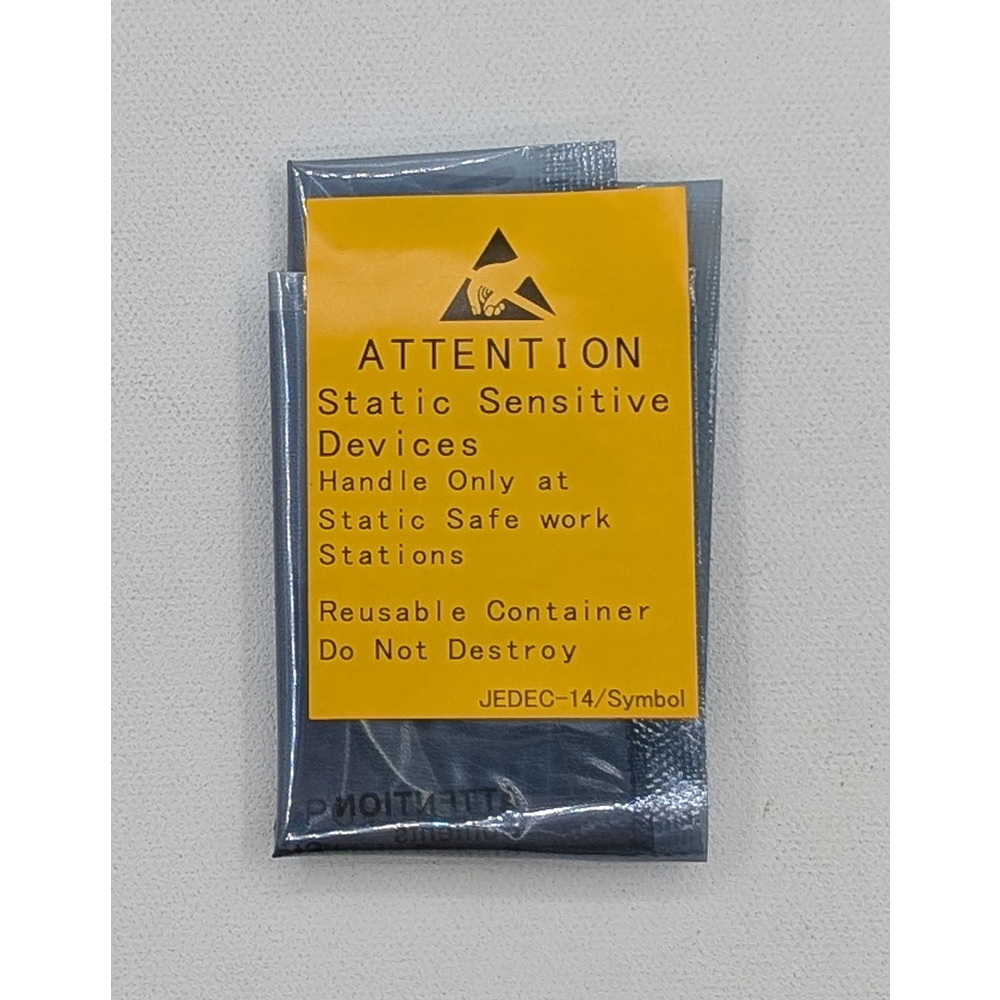 ATTENTION
Static Sensitive
Devices
Handle Only at
Static Safe work
Stations
Reusable Container
Do Not Destroy
JEDEC-14/Symbol
ATTENTION